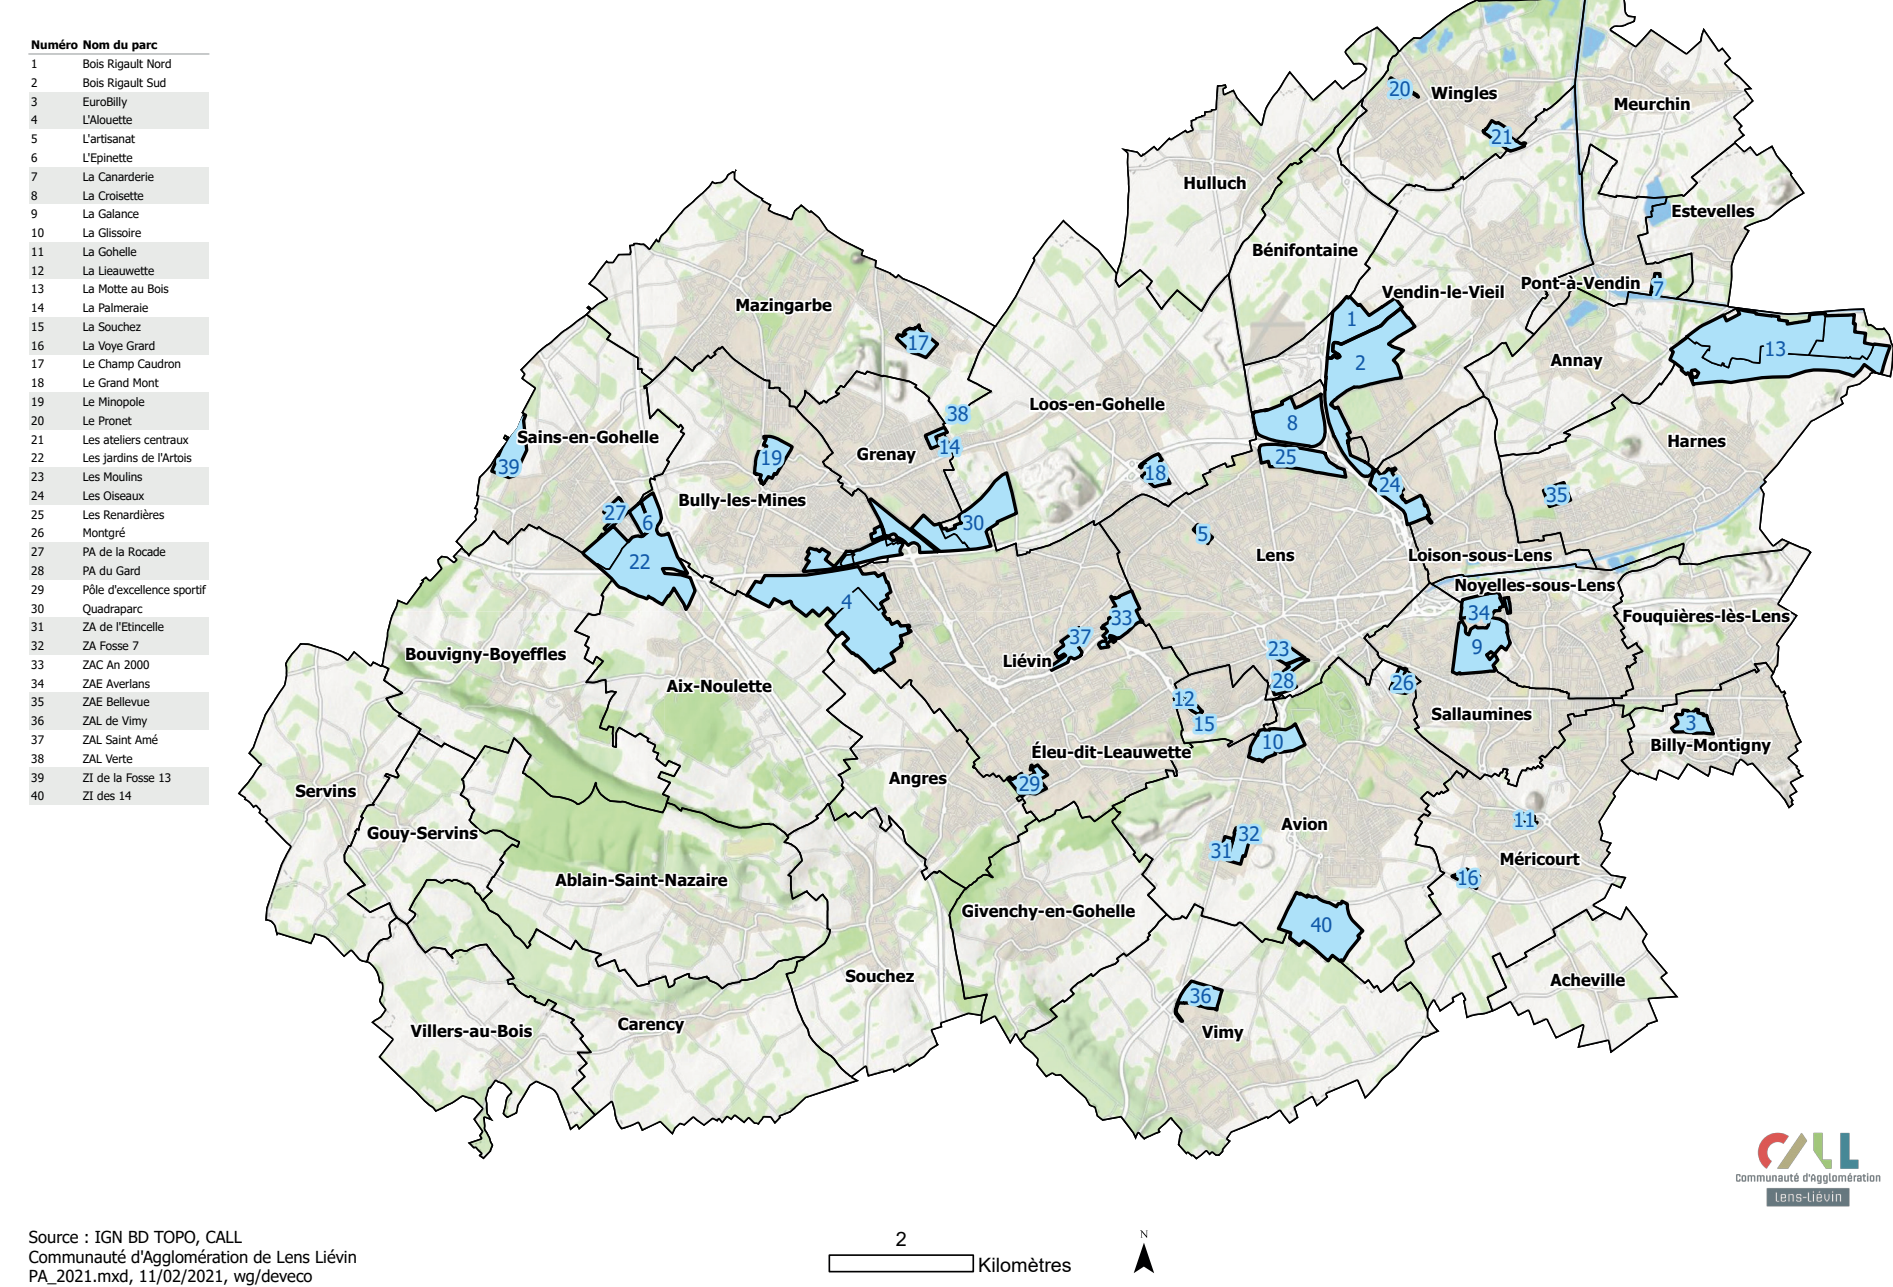 Numéro Nom du parc
1 Bois Rigault Nord
2 Bois Rigault Sud
3 EuroBilly
4 L'Alouette
5 L'artisanat
6 L'Epinette
7 La Canarderie
8 La Croisette
9 La Galance
10 La Glissoire
11 La Gohelle
12 La Lieauwette
13 La Motte au Bois
14 La Palmeraie
15 La Souchez
16 La Voye Grard
17 Le Champ Caudron
18 Le Grand Mont
19 Le Minopole
20 Le Pronet
21 Les ateliers centraux
22 Les jardins de l'Artois
23 Les Moulins
24 Les Oiseaux
25 Les Renardières
26 Montgré
27 PA de la Rocade
28 PA du Gard
29 Pôle d'excellence sportif
30 Quadraparc
31 ZA de l'Etincelle
32 ZA Fosse 7
33 ZAC An 2000
34 ZAE Averlans
35 ZAE Bellevue
36 ZAL de Vimy
37 ZAL Saint Amé
38 ZAL Verte
39 ZI de la Fosse 13
40 ZI des 14
20
Wingles
Meurchin
21
Hulluch
Estevelles
Bénifontaine
Pont-à-Vendin
7
Vendin-le-Vieil
Mazingarbe
1
17
13
2
Annay
Loos-en-Gohelle
38
8
Sains-en-Gohelle
Harnes
14
Grenay
19
25
39
18
24
35
Bully-les-Mines
27
6
30
5
Lens
Loison-sous-Lens
22
Noyelles-sous-Lens
4
34
33
Fouquières-lès-Lens
37
9
23
Bouvigny-Boyeffles
Liévin
28
26
Aix-Noulette
12
Sallaumines
15
3
10
Billy-Montigny
Éleu-dit-Leauwette
Angres
29
Servins
11
Avion
Gouy-Servins
32
31
Méricourt
16
Ablain-Saint-Nazaire
Givenchy-en-Gohelle
40
Souchez
Acheville
36
Carency
Villers-au-Bois
Vimy
CALL
Communauté d'Agglomération
lens-liévin
Source : IGN BD TOPO, CALL
Communauté d'Agglomération de Lens Liévin
PA_2021.mxd, 11/02/2021, wg/deveco
2
Kilomètres
N